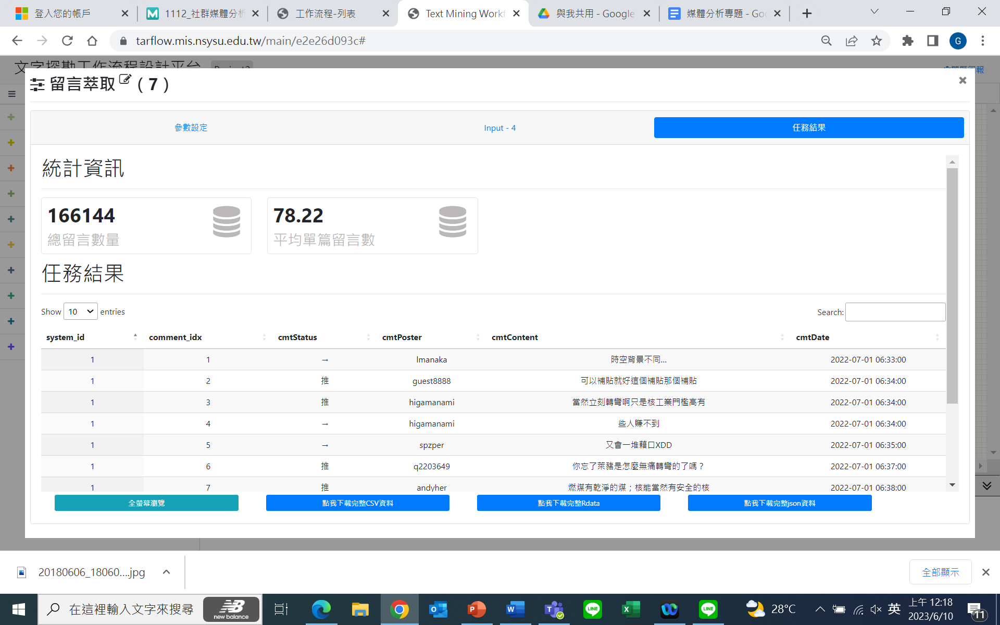 登入您的帳戶
1112_社群媒體分析
工作流程-列表
Text Mining Workf
與我共用 - Google
媒體分析專題 - Goo
tarflow.mis.nsysu.edu.tw/main/e2e26d093c#
G
文字探勘工作流程設計平台
留言萃取 ( 7 )
參數設定
Input - 4
任務結果
統計資訊
166144
總留言數量
78.22
平均單篇留言數
任務結果
Show 10 entries
Search:
system_id comment_idx cmtStatus cmtPoster cmtContent cmtDate
1 1 → lmanaka 時空背景不同... 2022-07-01 06:33:00
1 2 推 guest8888 可以補貼就好這個補貼那個補貼 2022-07-01 06:34:00
1 3 推 higamanami 當然立刻轉彎啊只是核工業門檻高有 2022-07-01 06:34:00
1 4 → higamanami 些人賺不到 2022-07-01 06:34:00
1 5 → spzper 又會一堆藉口XDD 2022-07-01 06:35:00
1 6 推 q2203649 你忘了萊豬是怎麼無痛轉彎的了嗎？ 2022-07-01 06:37:00
1 7 推 andyher 燃煤有乾淨的煤；核能當然有安全的核 2022-07-01 06:38:00
全螢幕瀏覽
點我下載完整CSV資料
點我下載完整Rdata
點我下載完整json資料
20180606_18060....jpg
全部顯示
在這裡輸入文字來搜尋
new balance
28°C
英
上午 12:18
2023/6/10
11